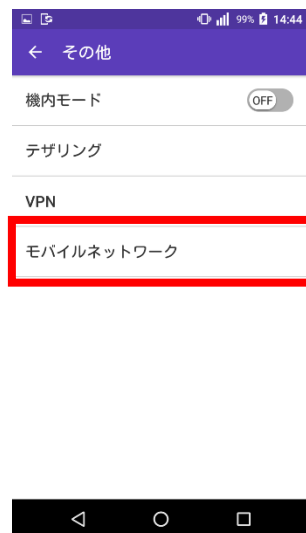 99% 14:44
← その他
機内モード OFF
テザリング
VPN
モバイルネットワーク